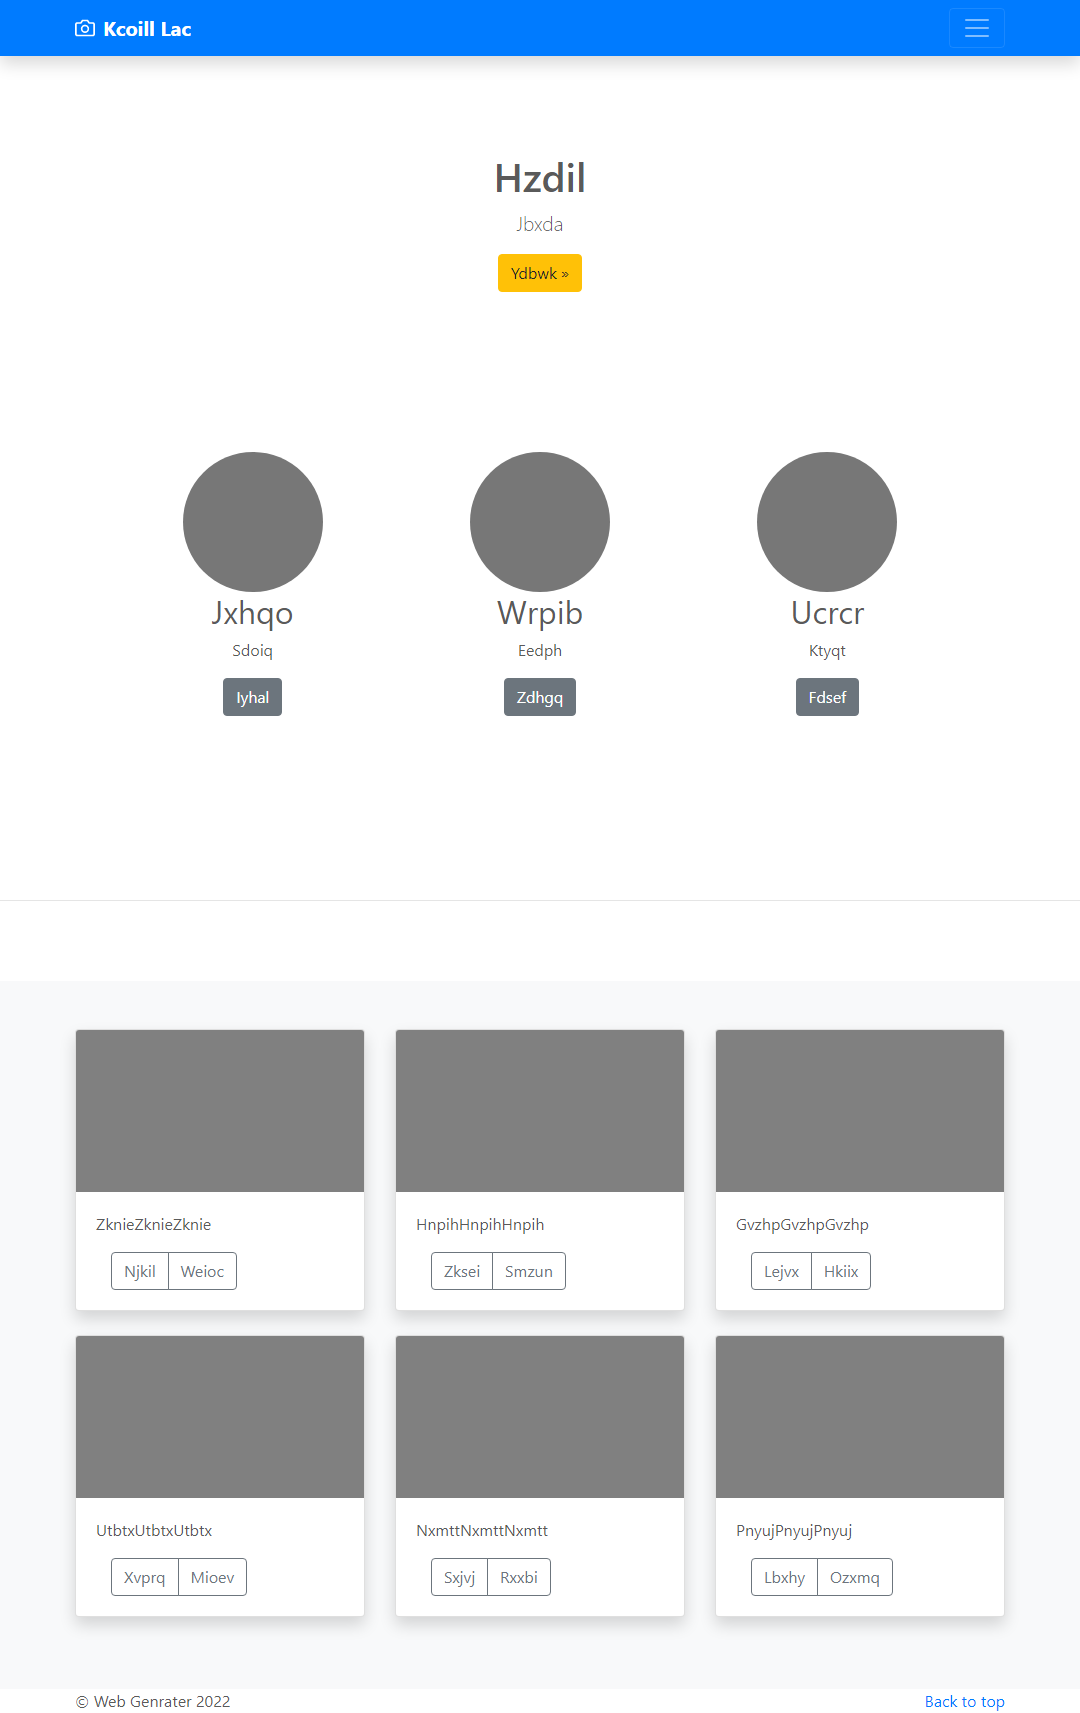 Kcoill Lac
Hzdil
Jbxda
Ydbwk »
Jxhqo
Sdoiq
Iyhal
Wrpib
Eedph
Zdhgq
Ucrcr
Ktyqt
Fdsef
ZknieZknieZknie
Njkil Weioc
HnpihHnpihHnpih
Zksei Smzun
GvzhpGvzhpGvzhp
Lejvx Hkiix
UtbtxUtbtxUtbtx
Xvprq Mioev
NxmttNxmttNxmtt
Sxjvj Rxxbi
PnyujPnyujPnyuj
Lbxhy Ozxmq
© Web Genrater 2022
Back to top